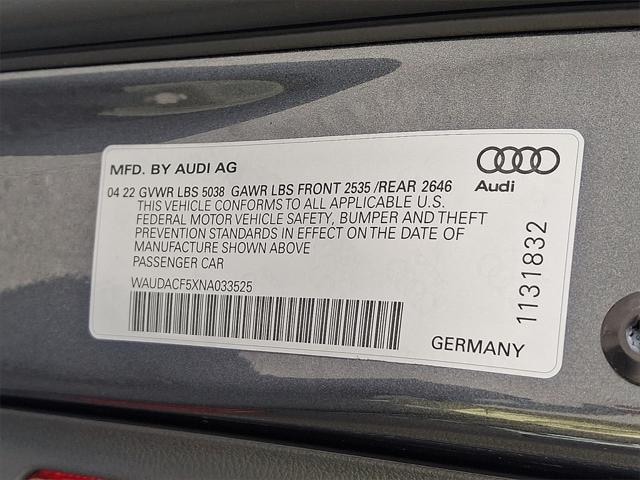 MFD. BY AUDI AG
Audi
04 22 GVWR LBS 5038 GAWR LBS FRONT 2535 /REAR 2646
THIS VEHICLE CONFORMS TO ALL APPLICABLE U.S.
FEDERAL MOTOR VEHICLE SAFETY, BUMPER AND THEFT
PREVENTION STANDARDS IN EFFECT ON THE DATE OF
MANUFACTURE SHOWN ABOVE
PASSENGER CAR
WAUDACF5XNA033525
1131832
GERMANY